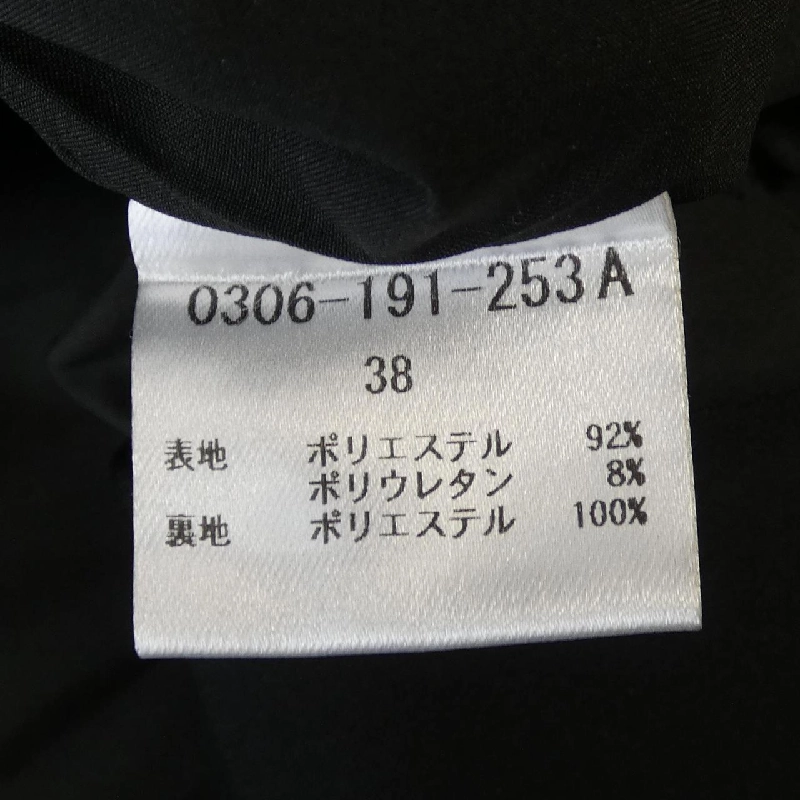 0306-191-253A
38
表地 ポリエステル 92%
ポリウレタン 8%
裏地 ポリエステル 100%